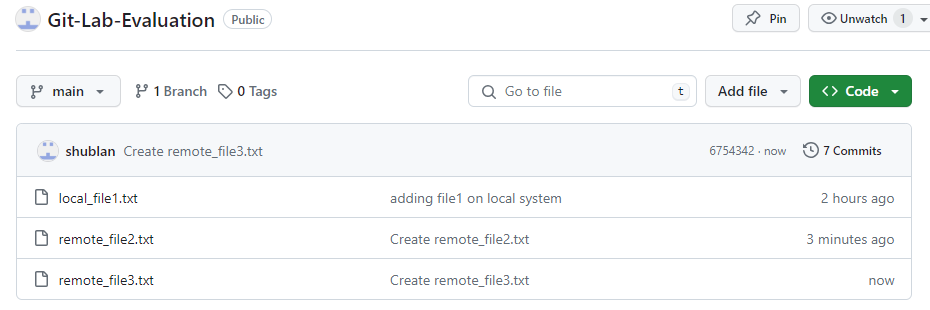 Git-Lab-Evaluation Public Pin Unwatch 1
main 1 Branch 0 Tags Go to file t Add file Code
shublan Create remote_file3.txt 6754342 · now 7 Commits
local_file1.txt adding file1 on local system 2 hours ago
remote_file2.txt Create remote_file2.txt 3 minutes ago
remote_file3.txt Create remote_file3.txt now